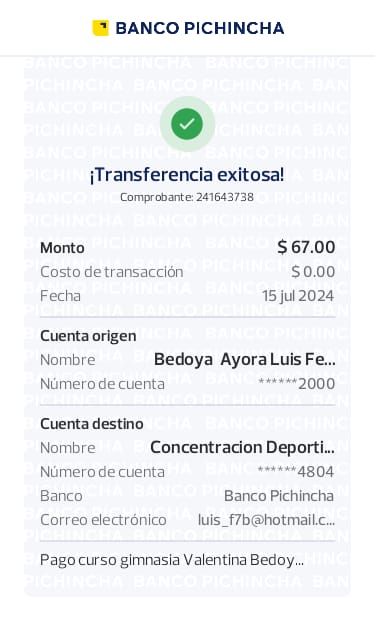 BANCO PICHINCHA
¡Transferencia exitosa!
Comprobante: 241643738
Monto $ 67.00
Costo de transacción $ 0.00
Fecha 15 jul 2024
Cuenta origen
Nombre Bedoya Ayora Luis Fe...
Número de cuenta ******2000
Cuenta destino
Nombre Concentracion Deporti...
Número de cuenta ******4804
Banco Banco Pichincha
Correo electrónico luis_f7b@hotmail.c...
Pago curso gimnasia Valentina Bedoy...